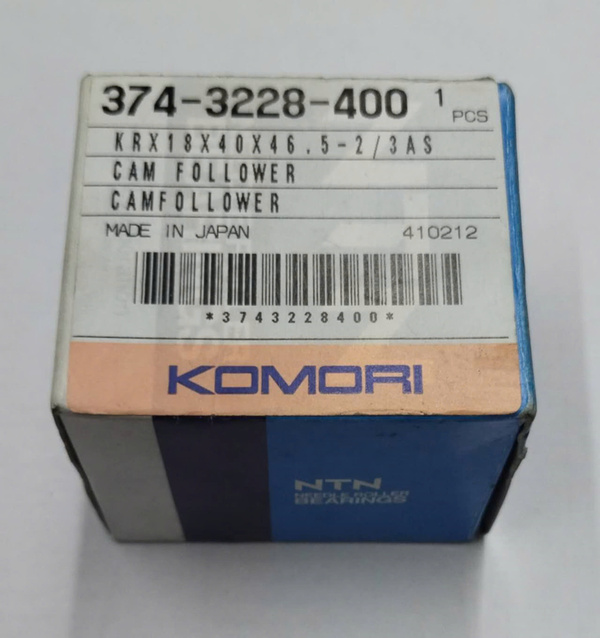 374-3228-400 1 PCS
KRX18X40X46.5-2/3AS
CAM FOLLOWER
CAMFOLLOWER
MADE IN JAPAN 410212
*3743228400*
KOMORI
NTN
NEEDLE ROLLER
BEARINGS